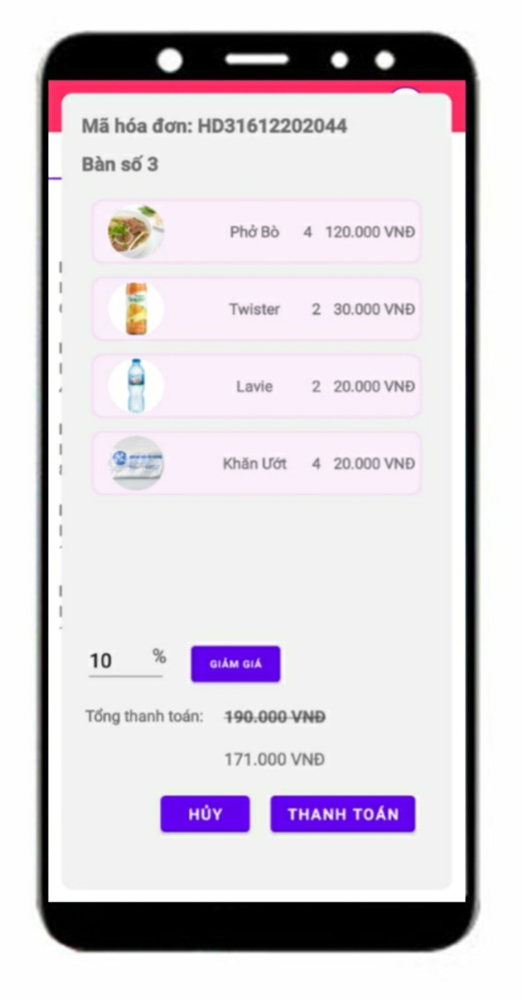 Mã hóa đơn: HD31612202044
Bàn số 3
Phở Bò 4 120.000 VNĐ
Twister 2 30.000 VNĐ
Lavie 2 20.000 VNĐ
Khăn Ướt 4 20.000 VNĐ
10 % GIẢM GIÁ
Tổng thanh toán: 190.000 VNĐ
171.000 VNĐ
HỦY THANH TOÁN